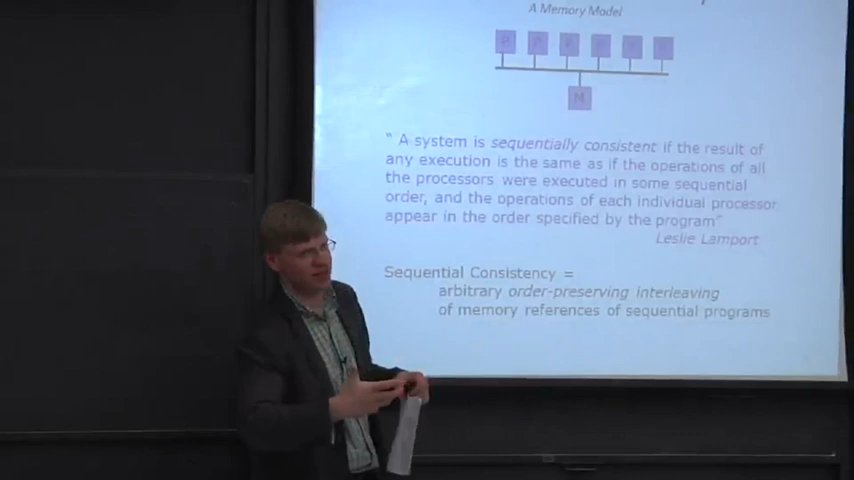 A Memory Model
P P P P P P
M
" A system is sequentially consistent if the result of
any execution is the same as if the operations of all
the processors were executed in some sequential
order, and the operations of each individual processor
appear in the order specified by the program"
Leslie Lamport
Sequential Consistency =
arbitrary order-preserving interleaving
of memory references of sequential programs